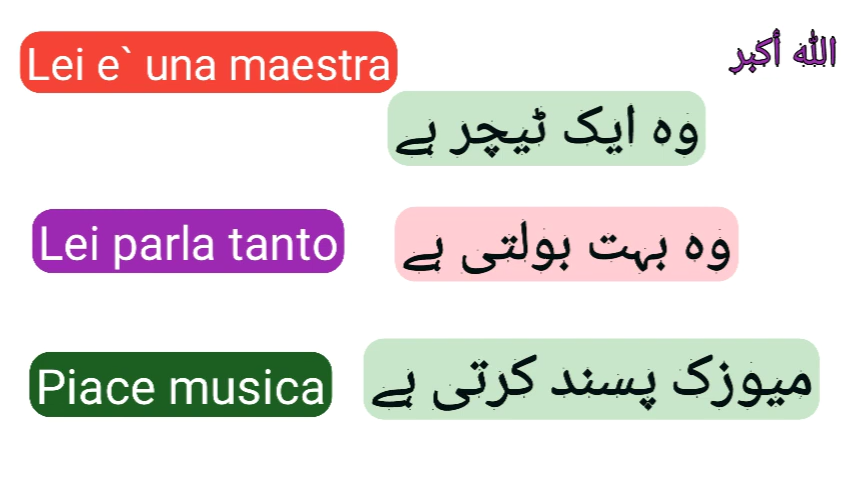 الله أكبر
Lei e` una maestra
وہ ایک ٹیچر ہے
Lei parla tanto
وہ بہت بولتی ہے
Piace musica
میوزک پسند کرتی ہے